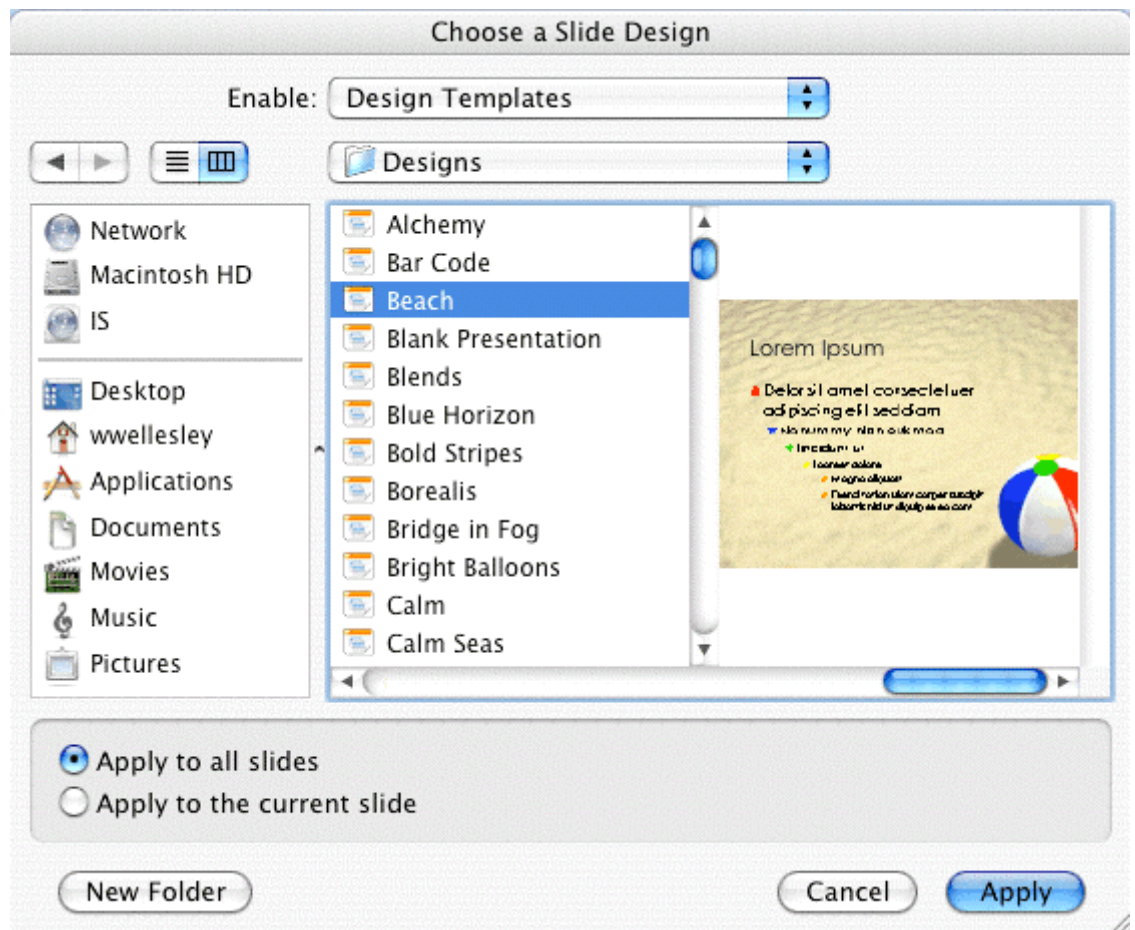 Choose a Slide Design
Enable: Design Templates
Designs
Network
Macintosh HD
IS
Desktop
wwellesley
Applications
Documents
Movies
Music
Pictures
Alchemy
Bar Code
Beach
Blank Presentation
Blends
Blue Horizon
Bold Stripes
Borealis
Bridge in Fog
Bright Balloons
Calm
Calm Seas
Lorem Ipsum
adipiscing elit
Apply to all slides
Apply to the current slide
New Folder
Cancel
Apply